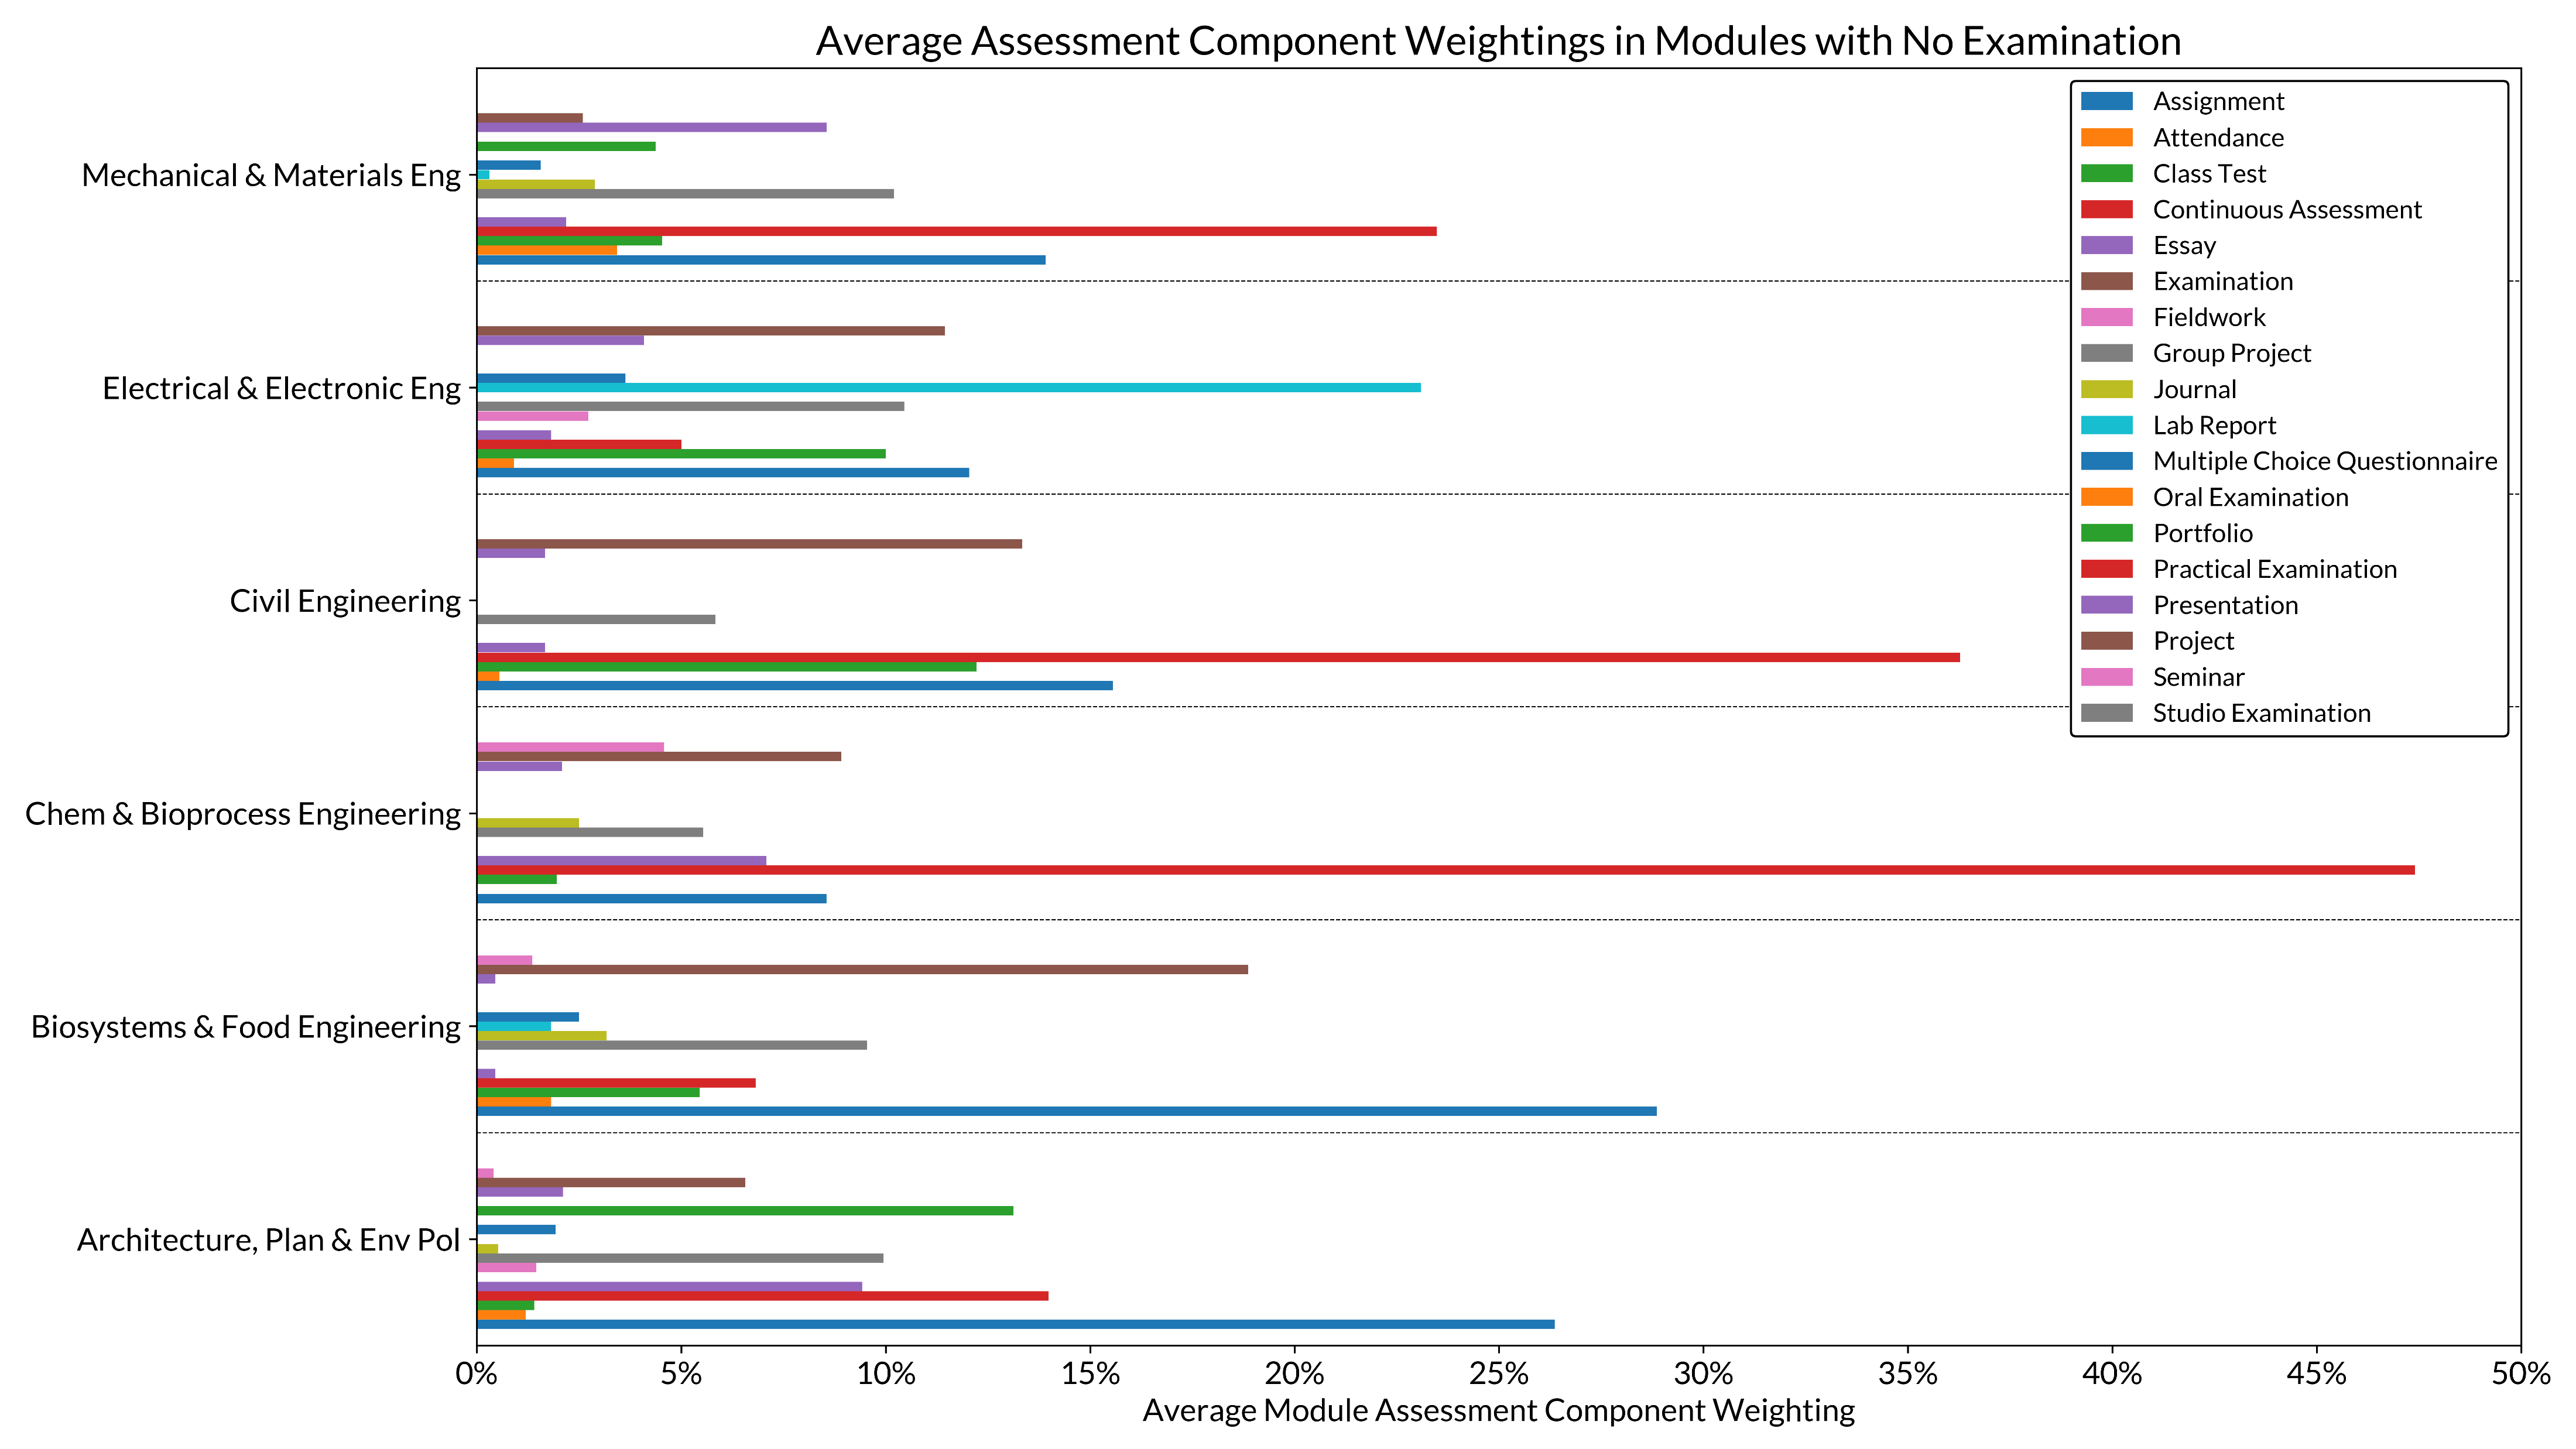 Average Assessment Component Weightings in Modules with No Examination
Mechanical & Materials Eng
Electrical & Electronic Eng
Civil Engineering
Chem & Bioprocess Engineering
Biosystems & Food Engineering
Architecture, Plan & Env Pol
Assignment
Attendance
Class Test
Continuous Assessment
Essay
Examination
Fieldwork
Group Project
Journal
Lab Report
Multiple Choice Questionnaire
Oral Examination
Portfolio
Practical Examination
Presentation
Project
Seminar
Studio Examination
0% 5% 10% 15% 20% 25% 30% 35% 40% 45% 50%
Average Module Assessment Component Weighting